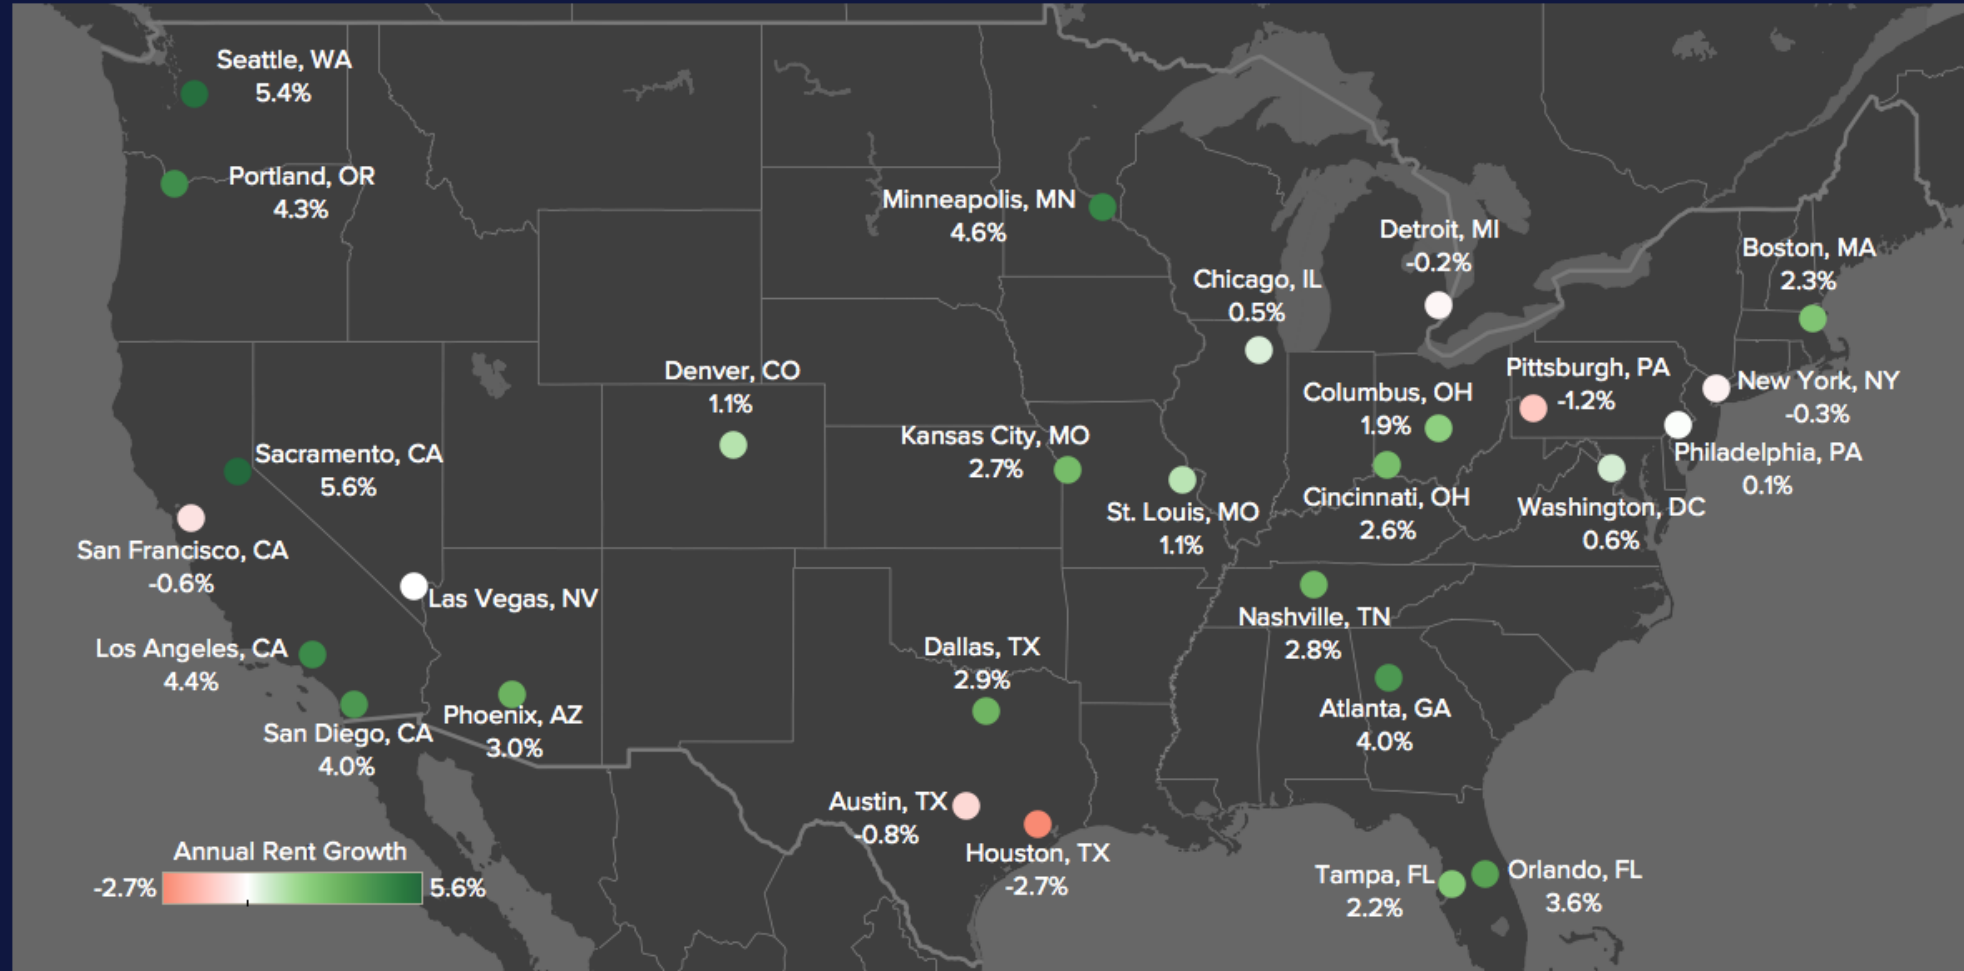 Seattle, WA
5.4%
Portland, OR
4.3%
Minneapolis, MN
4.6%
Detroit, MI
-0.2%
Boston, MA
2.3%
Chicago, IL
0.5%
Denver, CO
1.1%
Columbus, OH
1.9%
Pittsburgh, PA
-1.2%
New York, NY
-0.3%
Kansas City, MO
2.7%
Sacramento, CA
5.6%
Philadelphia, PA
0.1%
St. Louis, MO
1.1%
Cincinnati, OH
2.6%
Washington, DC
0.6%
San Francisco, CA
-0.6%
Las Vegas, NV
Nashville, TN
2.8%
Los Angeles, CA
4.4%
Dallas, TX
2.9%
San Diego, CA
4.0%
Phoenix, AZ
3.0%
Atlanta, GA
4.0%
Austin, TX
-0.8%
Houston, TX
-2.7%
Tampa, FL
2.2%
Orlando, FL
3.6%
Annual Rent Growth
-2.7% 5.6%